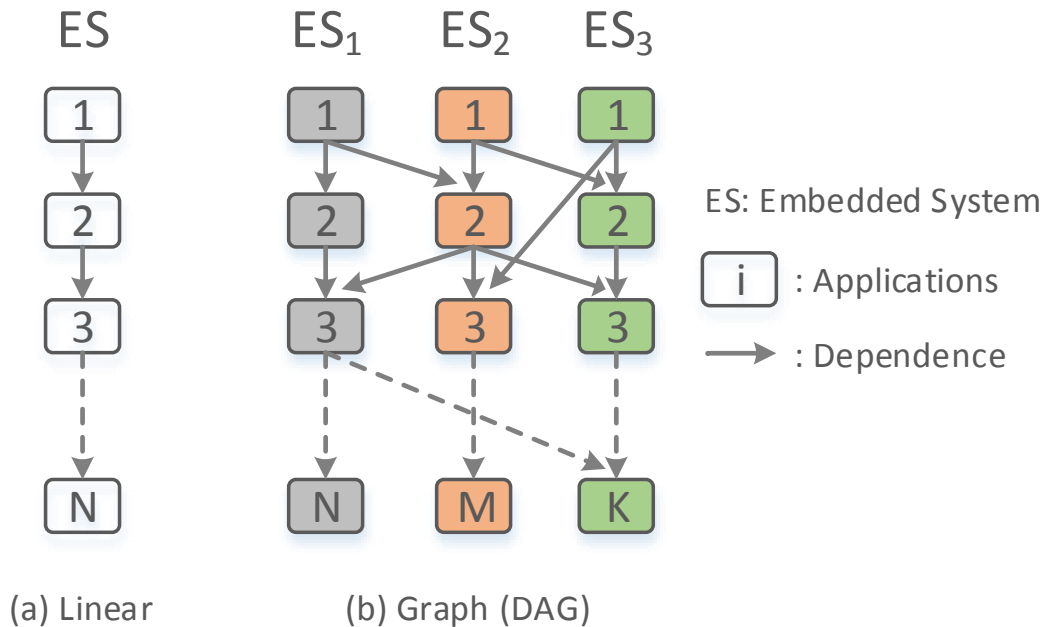 ES ES₁ ES₂ ES₃
1 1 1 1
2 2 2 2
ES: Embedded System
i : Applications
3 3 3 3
: Dependence
N N M K
(a) Linear (b) Graph (DAG)